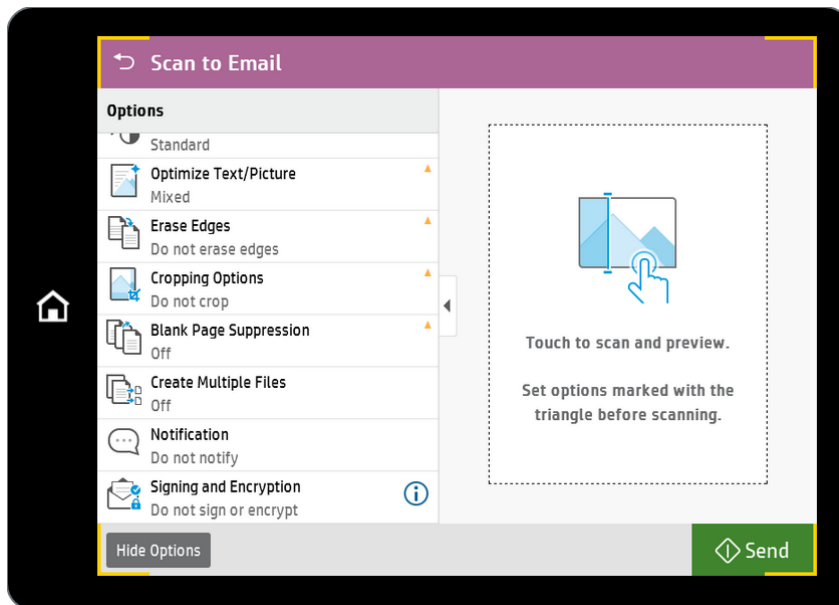 Scan to Email
Options
Standard
Optimize Text/Picture
Mixed
Erase Edges
Do not erase edges
Cropping Options
Do not crop
Blank Page Suppression
Off
Create Multiple Files
Off
Notification
Do not notify
Signing and Encryption
Do not sign or encrypt
Touch to scan and preview.
Set options marked with the
triangle before scanning.
Hide Options
Send